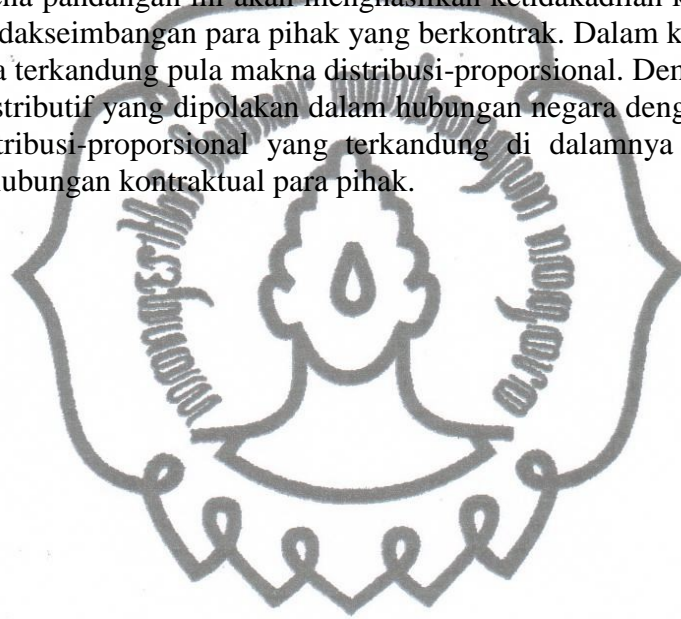 ena pandangan ini akan menghasilkan ketidakadilan k
dakseimbangan para pihak yang berkontrak. Dalam k
a terkandung pula makna distribusi-proporsional. Den
stributif yang dipolakan dalam hubungan negara deng
tribusi-proporsional yang terkandung di dalamnya
hubungan kontraktual para pihak.